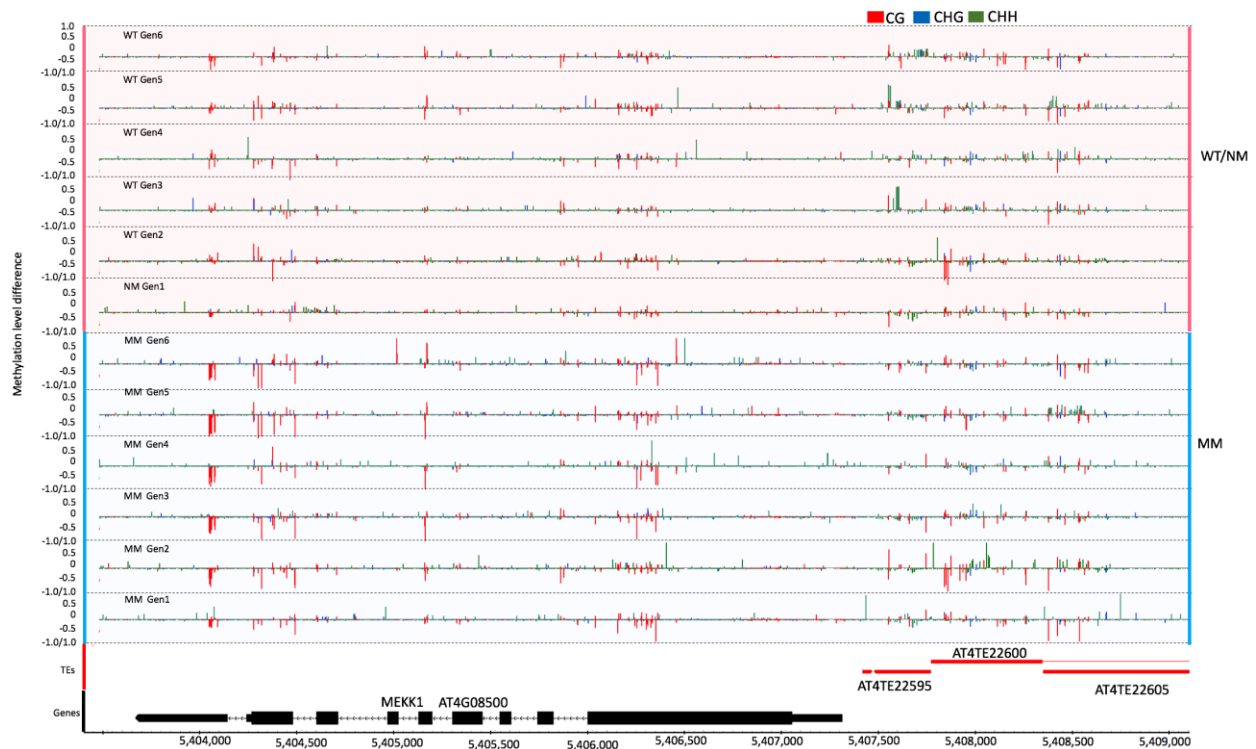 CG CHG CHH
Methylation level difference
1.0
0.5
0
-0.5
-1.0/1.0
WT Gen6
0.5
0
-0.5
-1.0/1.0
WT Gen5
0.5
0
-0.5
-1.0/1.0
WT Gen4
WT/NM
0.5
0
-0.5
-1.0/1.0
WT Gen3
0.5
0
-0.5
-1.0/1.0
WT Gen2
0.5
0
-0.5
-1.0/1.0
NM Gen1
0.5
0
-0.5
-1.0/1.0
MM Gen6
0.5
0
-0.5
-1.0/1.0
MM Gen5
0.5
0
-0.5
-1.0/1.0
MM Gen4
MM
0.5
0
-0.5
-1.0/1.0
MM Gen3
0.5
0
-0.5
-1.0/1.0
MM Gen2
0.5
0
-0.5
-1.0/1.0
MM Gen1
TEs
AT4TE22600
AT4TE22595
AT4TE22605
MEKK1 AT4G08500
Genes
5,404,000 5,404,500 5,405,000 5,405,500 5,406,000 5,406,500 5,407,000 5,407,500 5,408,000 5,408,500 5,409,000